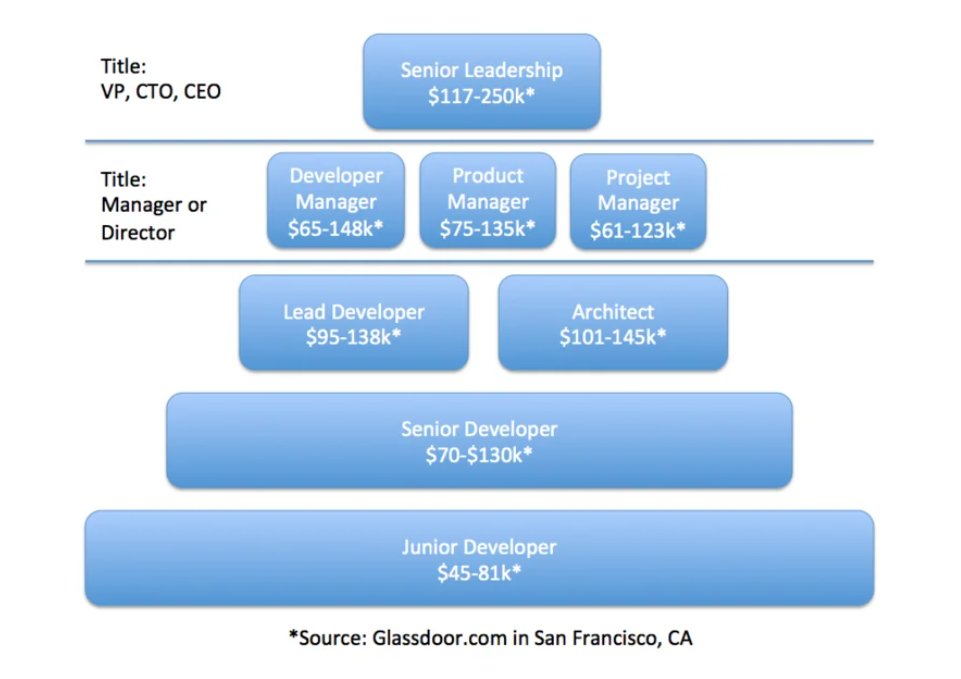 Title:
VP, CTO, CEO
Senior Leadership
$117-250k*
Title:
Manager or
Director
Developer
Manager
$65-148k*
Product
Manager
$75-135k*
Project
Manager
$61-123k*
Lead Developer
$95-138k*
Architect
$101-145k*
Senior Developer
$70-$130k*
Junior Developer
$45-81k*
*Source: Glassdoor.com in San Francisco, CA